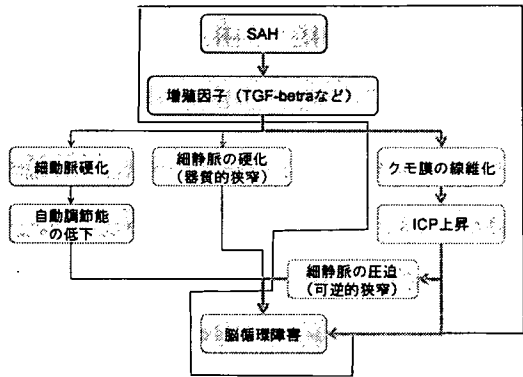 SAH
増殖因子（TGF-betraなど）
細動脈硬化
細静脈の硬化
（器質的狭窄）
クモ膜の線維化
自動調節能
の低下
ICP上昇
細静脈の圧迫
（可逆的狭窄）
脳循環障害